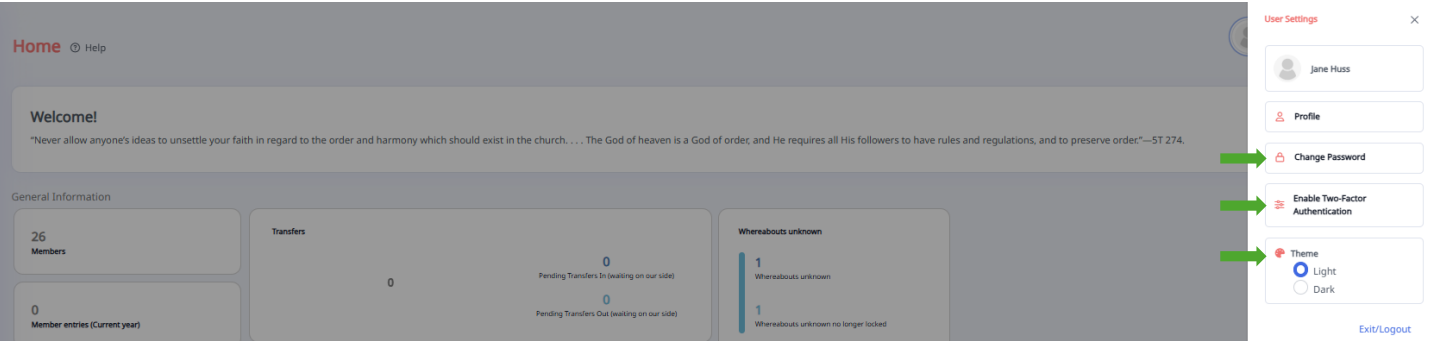 Home Help
Welcome!
"Never allow anyone's ideas to unsettle your faith in regard to the order and harmony which should exist in the church. . . . The God of heaven is a God of order, and He requires all His followers to have rules and regulations, and to preserve order."—5T 274.
General Information
26
Members
0
Member entries (Current year)
Transfers
0
0
Pending Transfers In (waiting on our side)
0
Pending Transfers Out (waiting on our side)
Whereabouts unknown
1
Whereabouts unknown
1
Whereabouts unknown no longer locked
User Settings
Jane Huss
Profile
Change Password
Enable Two-Factor
Authentication
Theme
Light
Dark
Exit/Logout